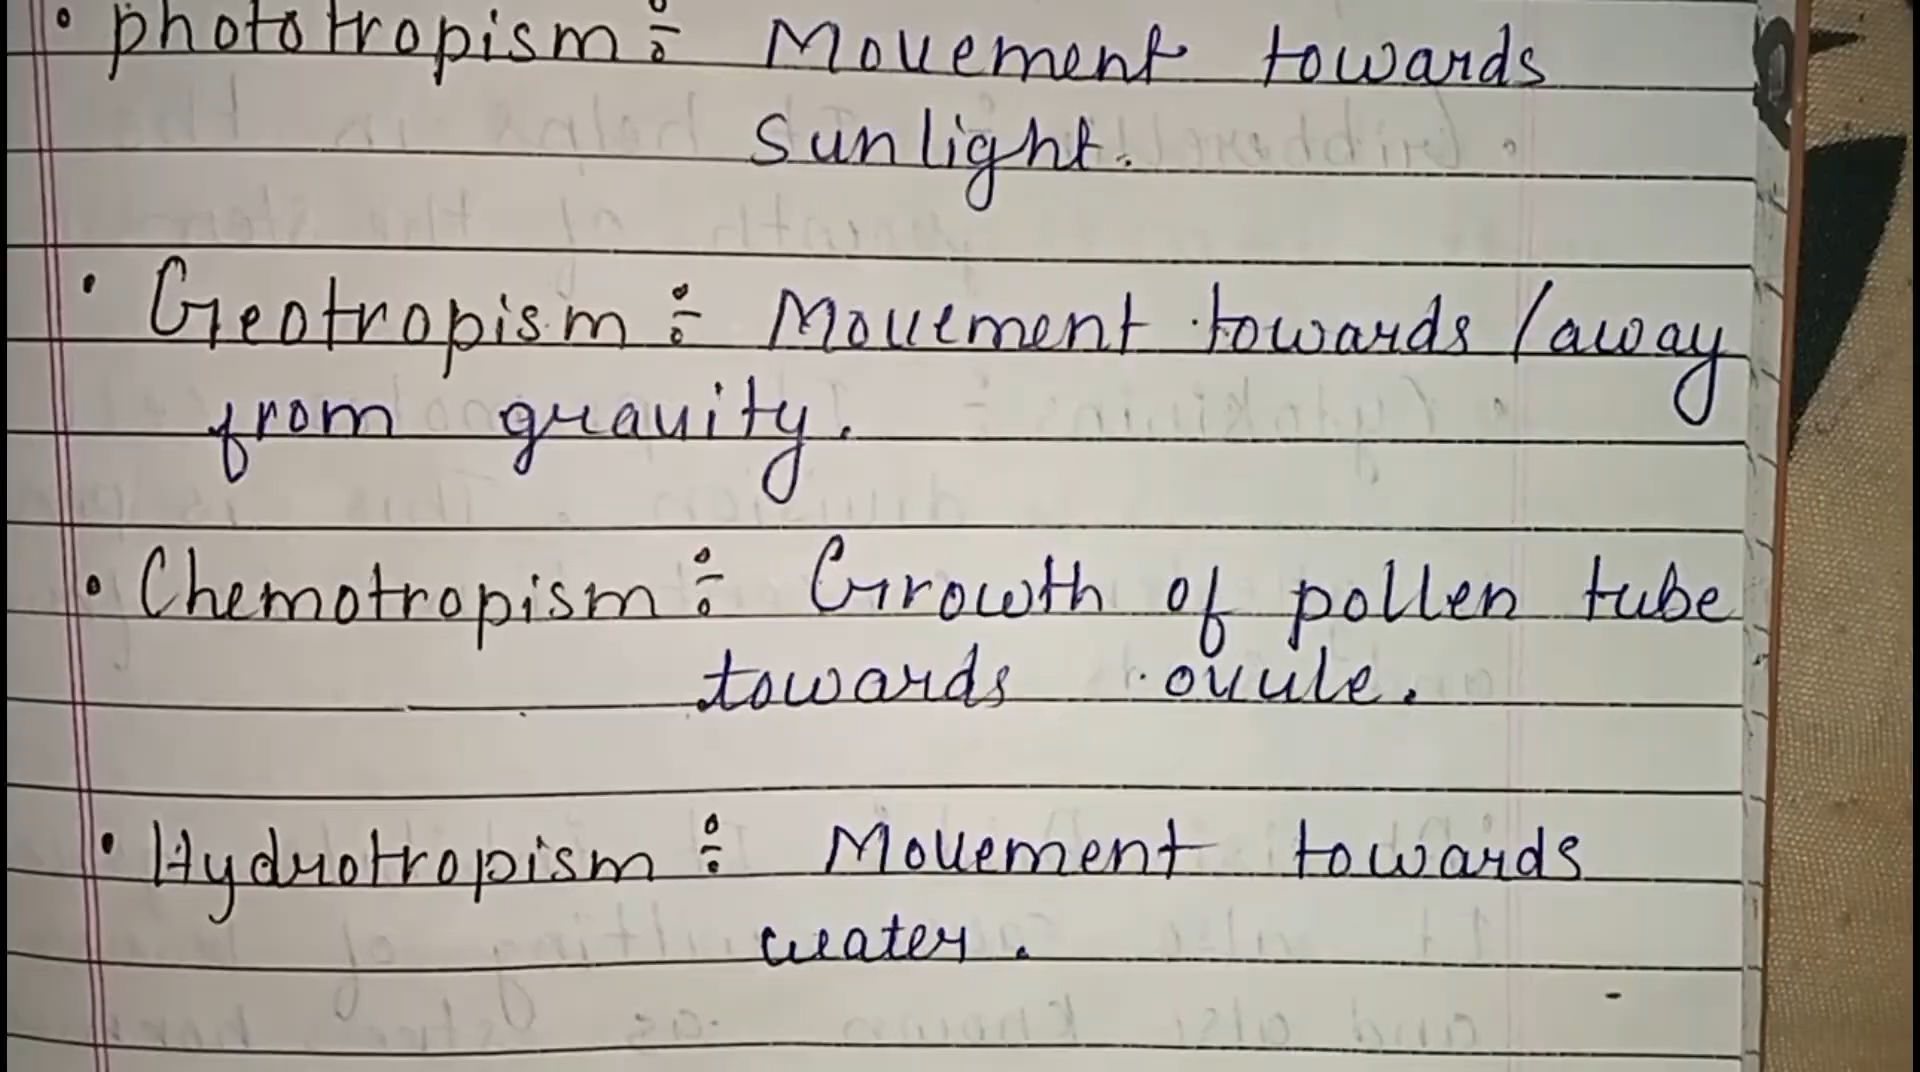 • phototropism ÷ Movement towards
sunlight.
• Geotropism ÷ Movement towards / away
from gravity.
• Chemotropism ÷ Growth of pollen tube
towards ovule.
• Hydrotropism ÷ Movement towards
water.